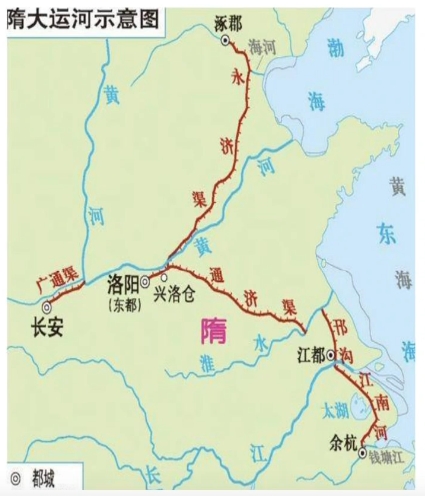 隋大运河示意图
涿郡
海河
渤海
永济渠
黄河
黄河
黄海
东海
广通渠
长安
洛阳
(东都)
兴洛仓
通济渠
隋
淮水
邗沟
江都
江南河
太湖
长江
余杭
钱塘江
都城